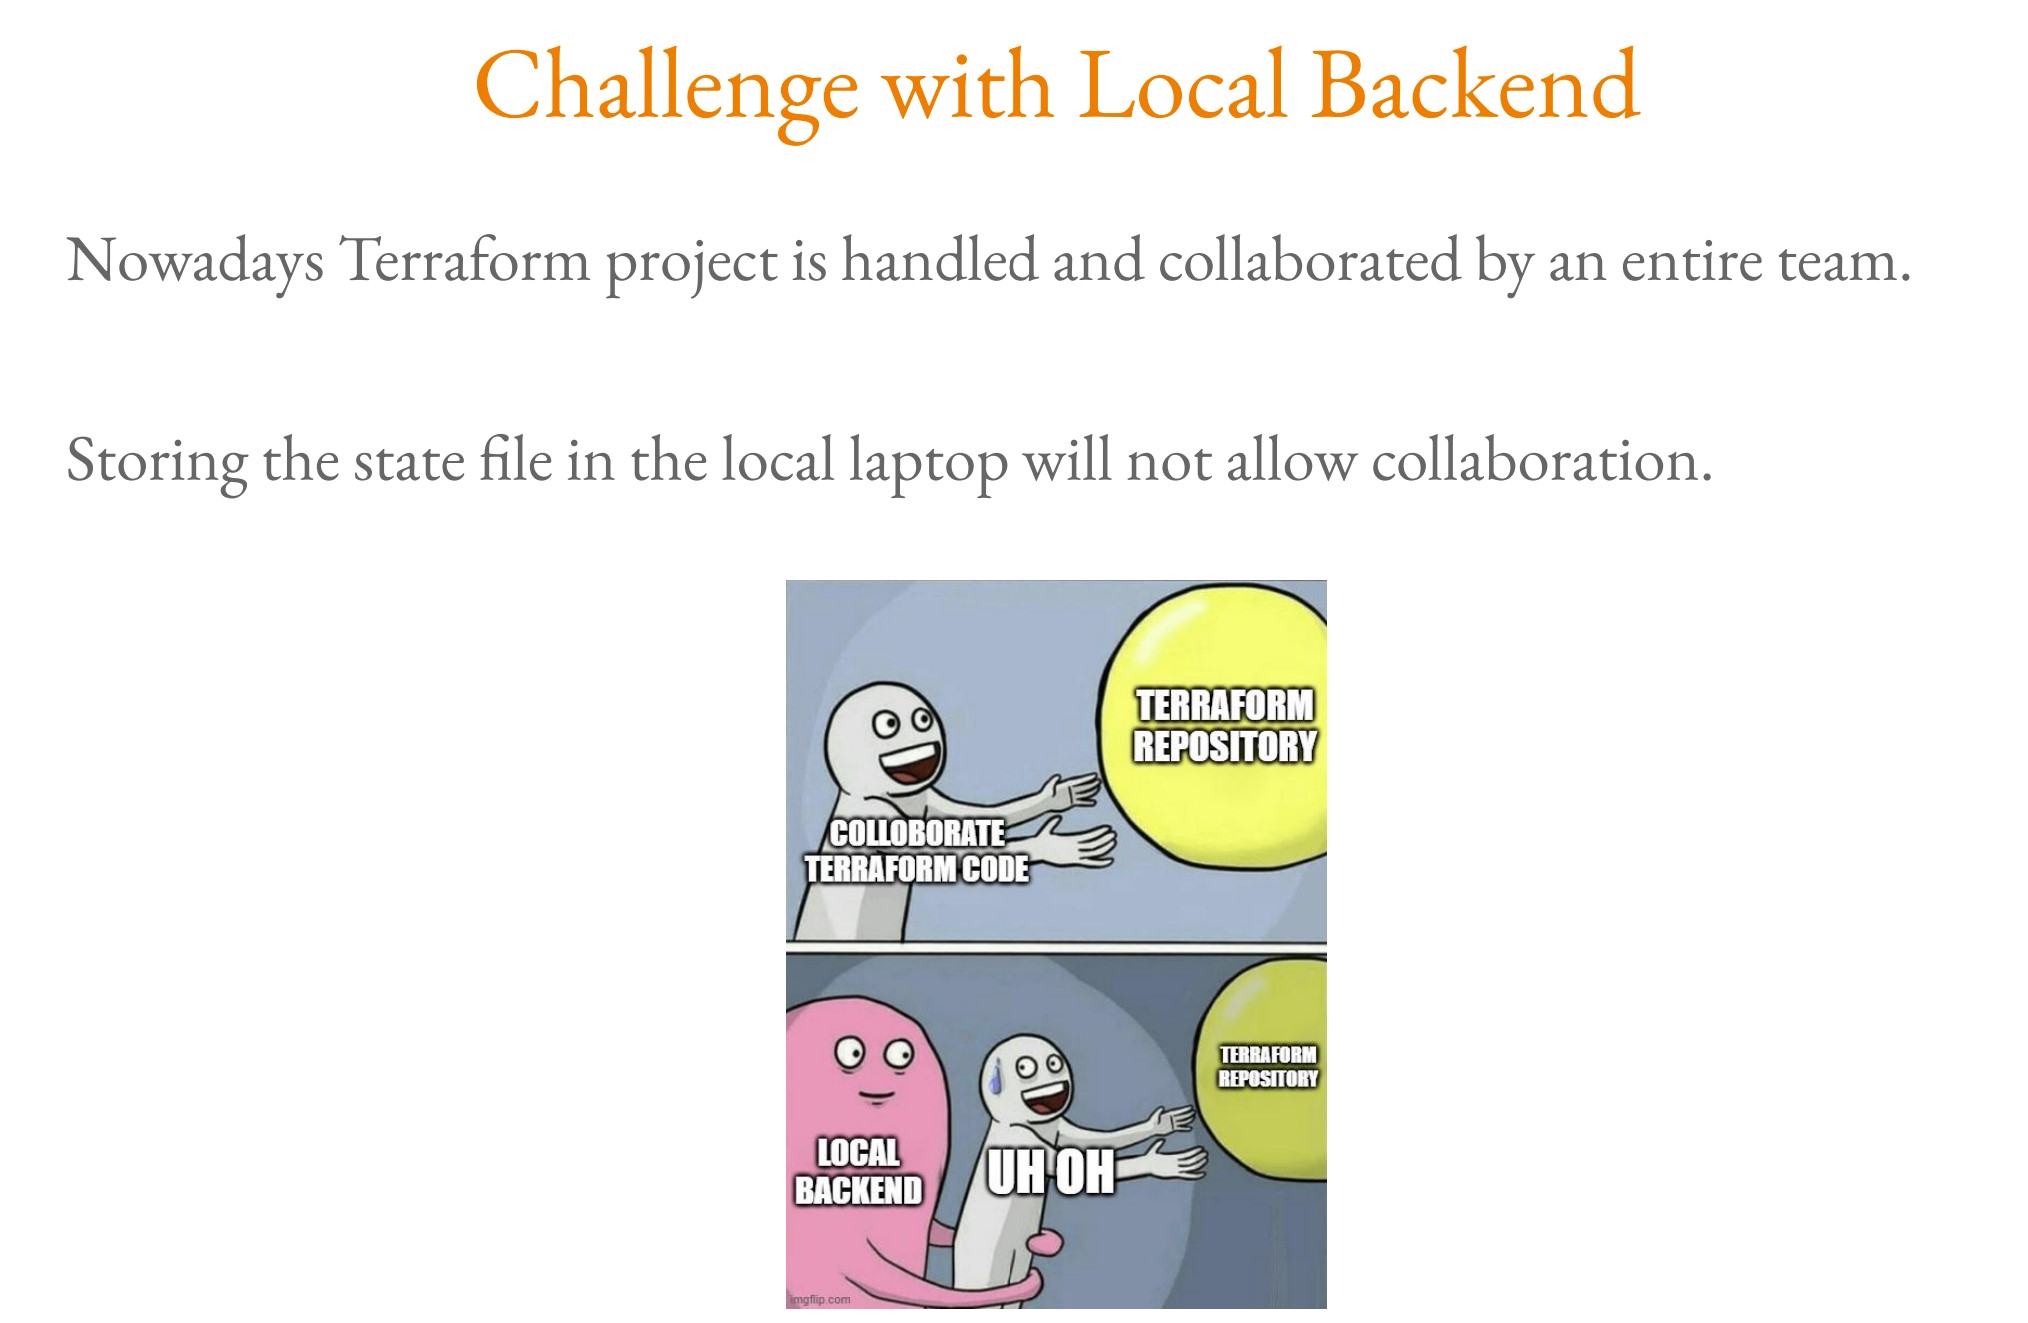 Challenge with Local Backend
Nowadays Terraform project is handled and collaborated by an entire team.
Storing the state file in the local laptop will not allow collaboration.
TERRAFORM
REPOSITORY
COLLOBORATE
TERRAFORM CODE
TERRAFORM
REPOSITORY
LOCAL
BACKEND
UH OH
imgflip.com